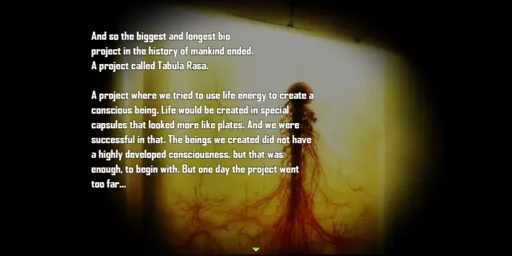 And so the biggest and longest bio
project in the history of mankind ended.
A project called Tabula Rasa.
A project where we tried to use life energy to create a
conscious being. Life would be created in special
capsules that looked more like plates. And we were
successful in that. The beings we created did not have
a highly developed consciousness, but that was
enough, to begin with. But one day the project went
too far...